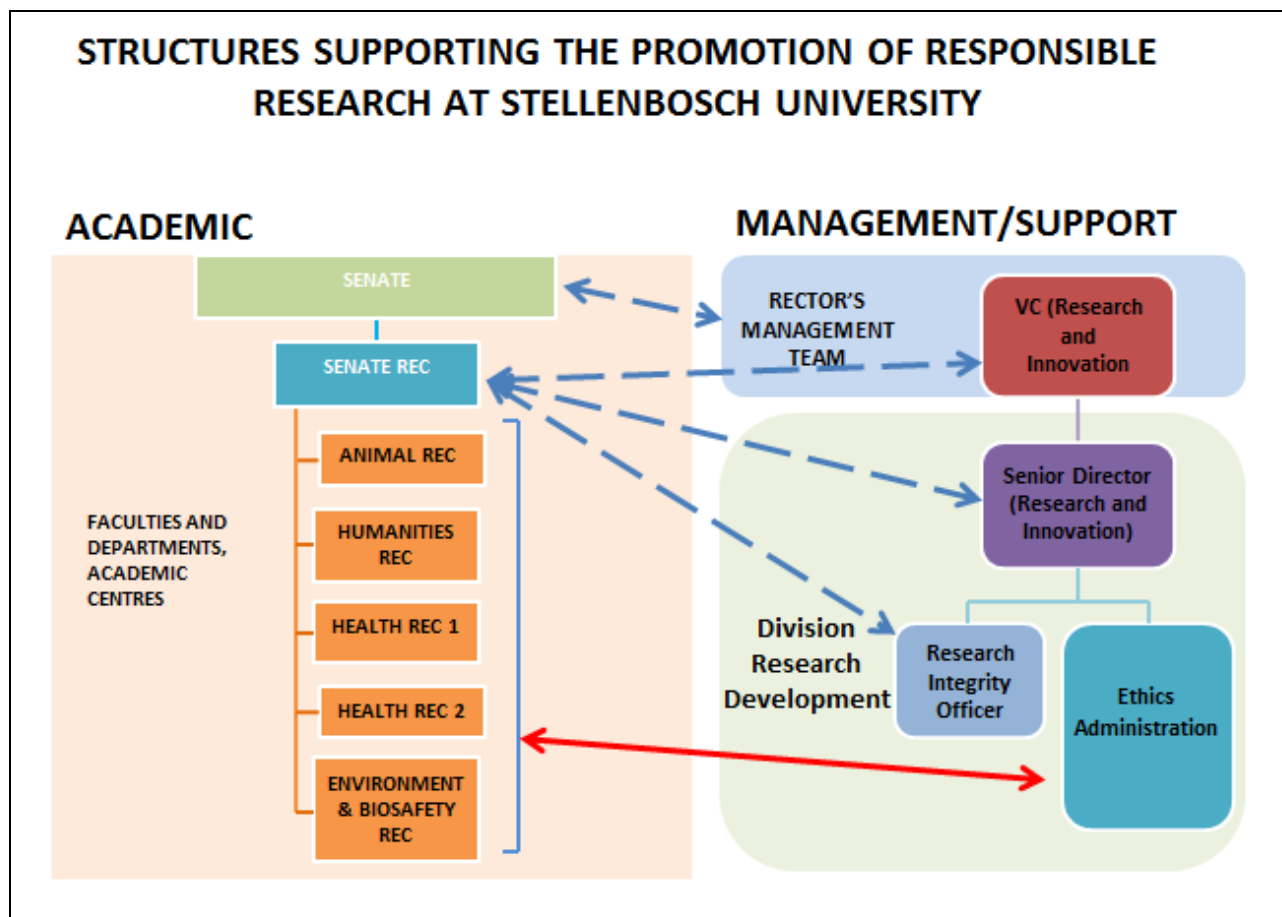 STRUCTURES SUPPORTING THE PROMOTION OF RESPONSIBLE
RESEARCH AT STELLENBOSCH UNIVERSITY
ACADEMIC
SENATE
SENATE REC
ANIMAL REC
HUMANITIES
REC
HEALTH REC 1
HEALTH REC 2
ENVIRONMENT
& BIOSAFETY
REC
FACULTIES AND
DEPARTMENTS,
ACADEMIC
CENTRES
MANAGEMENT/SUPPORT
RECTOR'S
MANAGEMENT
TEAM
VC (Research
and
Innovation
Senior Director
(Research and
Innovation)
Division
Research
Development
Research
Integrity
Officer
Ethics
Administration